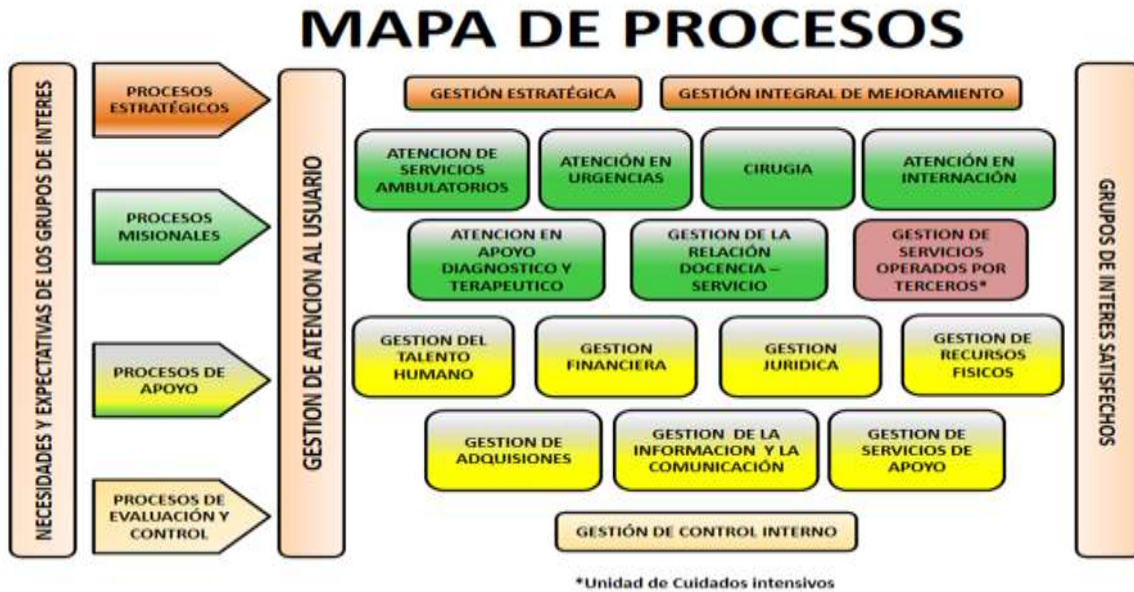 MAPA DE PROCESOS
NECESIDADES Y EXPECTATIVAS DE LOS GRUPOS DE INTERES
PROCESOS
ESTRATÉGICOS
PROCESOS
MISIONALES
PROCESOS DE
APOYO
PROCESOS DE
EVALUACIÓN Y
CONTROL
GESTION DE ATENCION AL USUARIO
GESTIÓN ESTRATÉGICA
GESTIÓN INTEGRAL DE MEJORAMIENTO
ATENCION DE
SERVICIOS
AMBULATORIOS
ATENCIÓN EN
URGENCIAS
CIRUGIA
ATENCIÓN EN
INTERNACIÓN
ATENCION EN
APOYO
DIAGNOSTICO Y
TERAPEUTICO
GESTION DE LA
RELACIÓN
DOCENCIA –
SERVICIO
GESTION DE
SERVICIOS
OPERADOS POR
TERCEROS*
GESTION DEL
TALENTO
HUMANO
GESTION
FINANCIERA
GESTION
JURIDICA
GESTION DE
RECURSOS
FISICOS
GESTION DE
ADQUISIONES
GESTION DE LA
INFORMACION Y LA
COMUNICACIÓN
GESTION DE
SERVICIOS DE
APOYO
GESTIÓN DE CONTROL INTERNO
GRUPOS DE INTERES SATISFECHOS
*Unidad de Cuidados intensivos